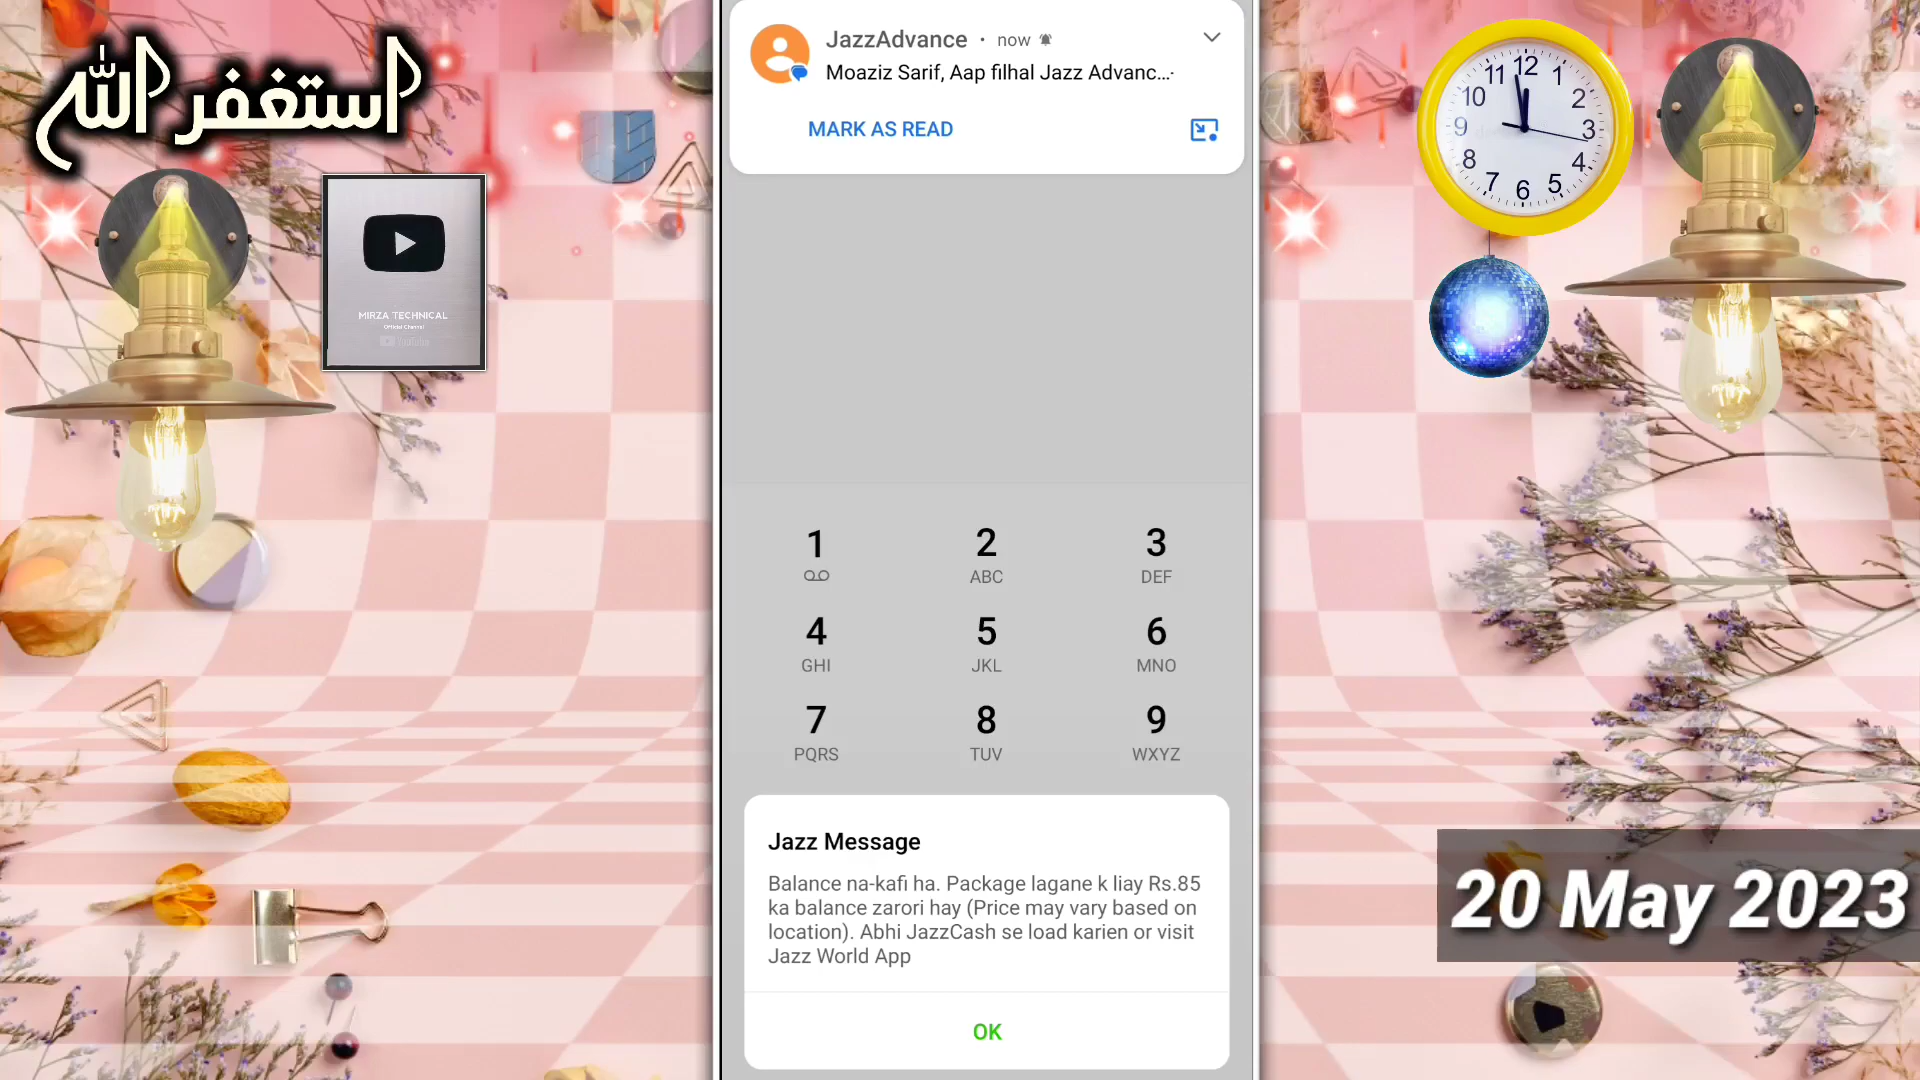 استغفر الله
MIRZA TECHNICAL
Official Channel
YouTube
JazzAdvance • now
Moaziz Sarif, Aap filhal Jazz Advanc...
MARK AS READ
1
2
ABC
3
DEF
4
GHI
5
JKL
6
MNO
7
PQRS
8
TUV
9
WXYZ
Jazz Message
Balance na-kafi ha. Package lagane k liay Rs.85
ka balance zarori hay (Price may vary based on
location). Abhi JazzCash se load karien or visit
Jazz World App
OK
12
1
2
3
4
5
6
7
8
9
10
11
20 May 2023